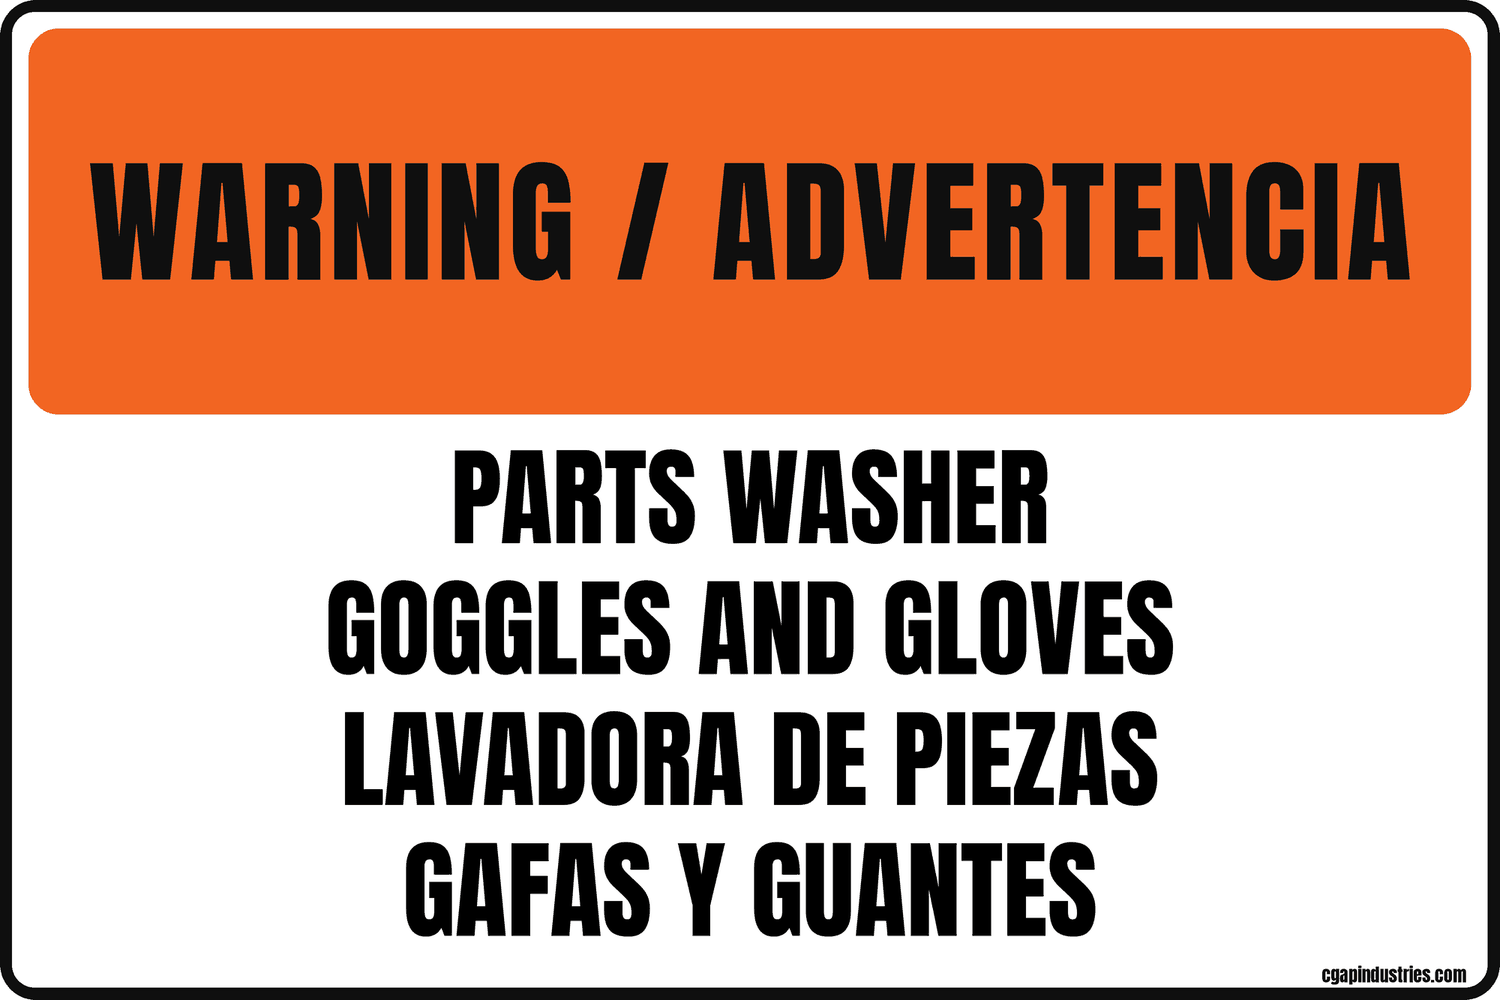 WARNING / ADVERTENCIA
PARTS WASHER
GOGGLES AND GLOVES
LAVADORA DE PIEZAS
GAFAS Y GUANTES
cgapindustries.com